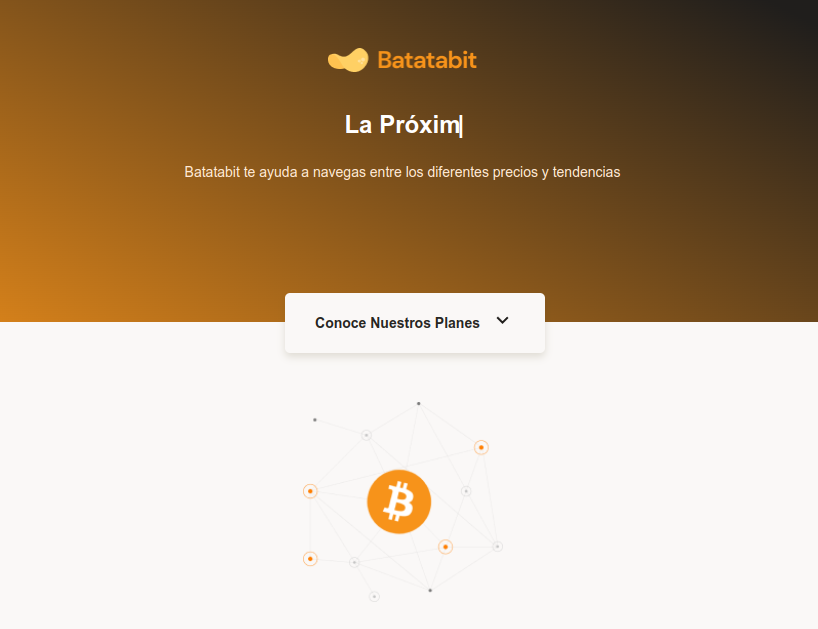 Batatabit
La Próxim
Batatabit te ayuda a navegas entre los diferentes precios y tendencias
Conoce Nuestros Planes